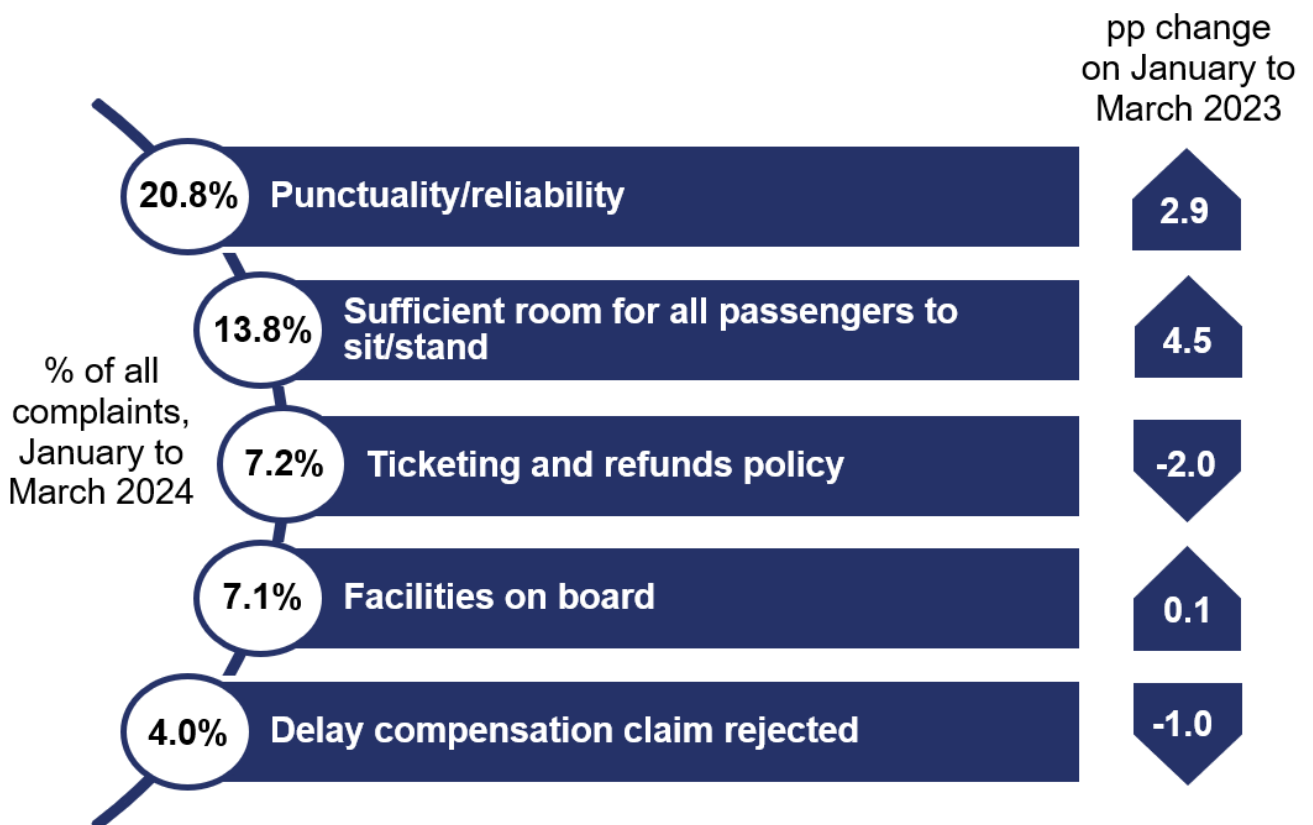 pp change
on January to
March 2023
20.8% Punctuality/reliability 2.9
13.8% Sufficient room for all passengers to
sit/stand 4.5
% of all
complaints,
January to
March 2024
7.2% Ticketing and refunds policy -2.0
7.1% Facilities on board 0.1
4.0% Delay compensation claim rejected -1.0